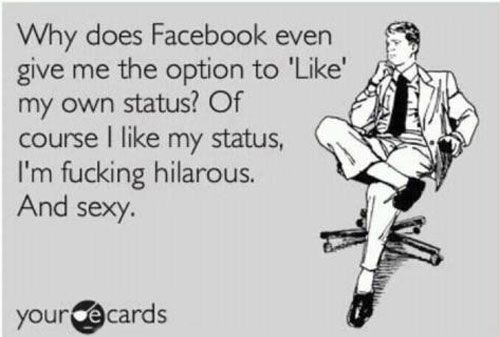 Why does Facebook even
give me the option to 'Like'
my own status? Of
course I like my status,
I'm fucking hilarous.
And sexy.
your e cards